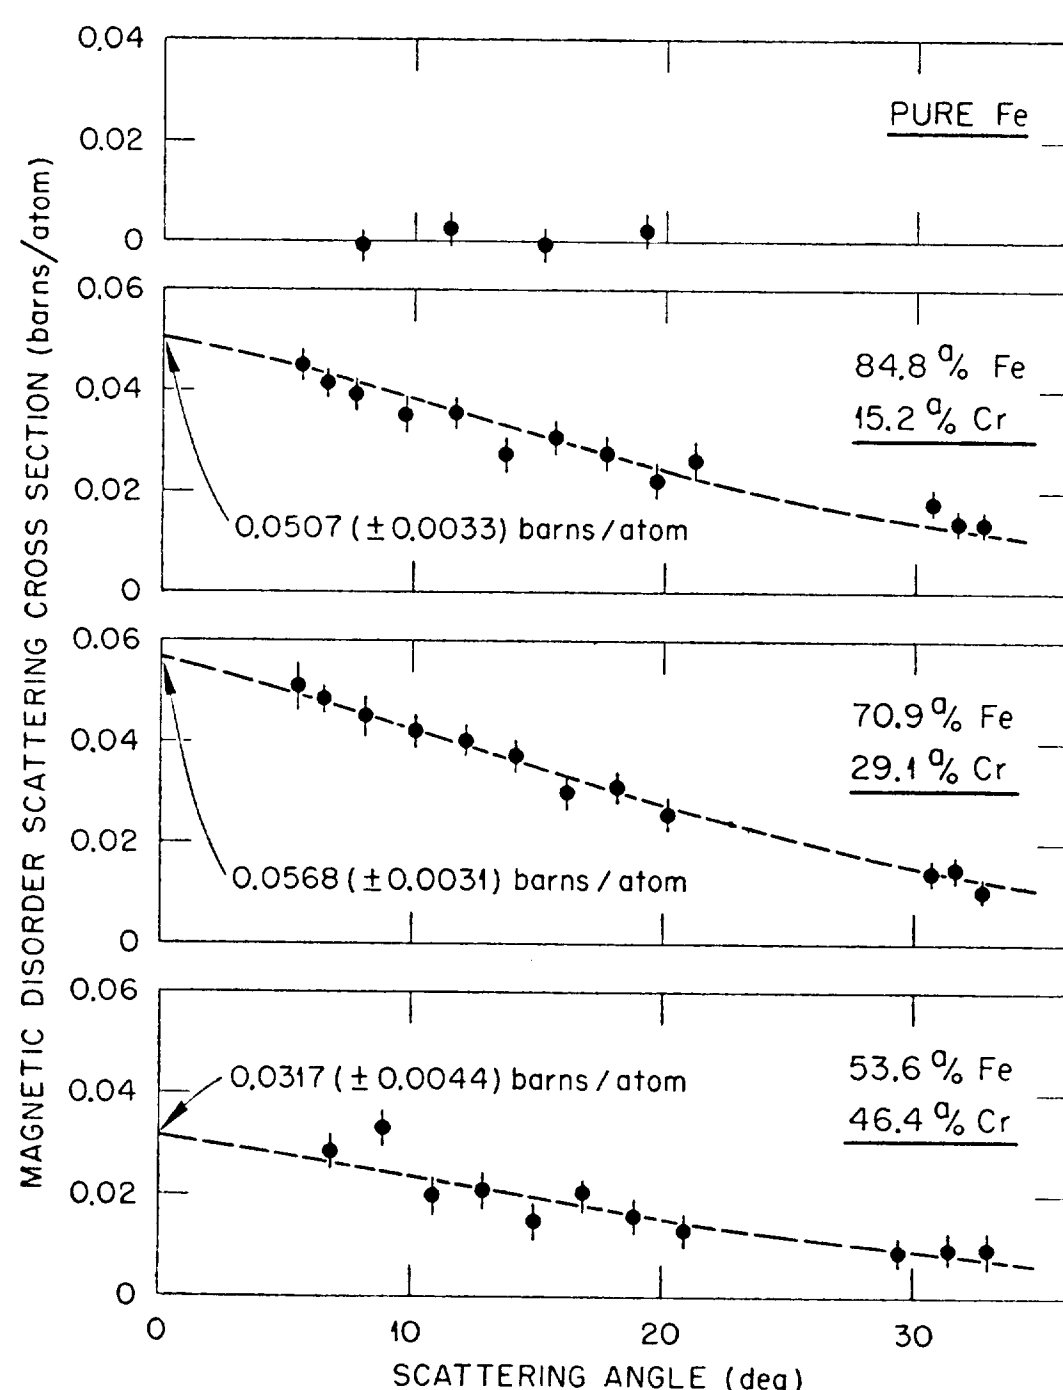 MAGNETIC DISORDER SCATTERING CROSS SECTION (barns/atom)
0.04
0.02
0
PURE Fe
0.06
0.04
0.02
0
84.8 a% Fe
15.2 a% Cr
0.0507 (±0.0033) barns/atom
0.06
0.04
0.02
0
70.9 a% Fe
29.1 a% Cr
0.0568 (±0.0031) barns/atom
0.06
0.04
0.02
0
0.0317 (±0.0044) barns/atom
53.6 a% Fe
46.4 a% Cr
0 10 20 30
SCATTERING ANGLE (deg)